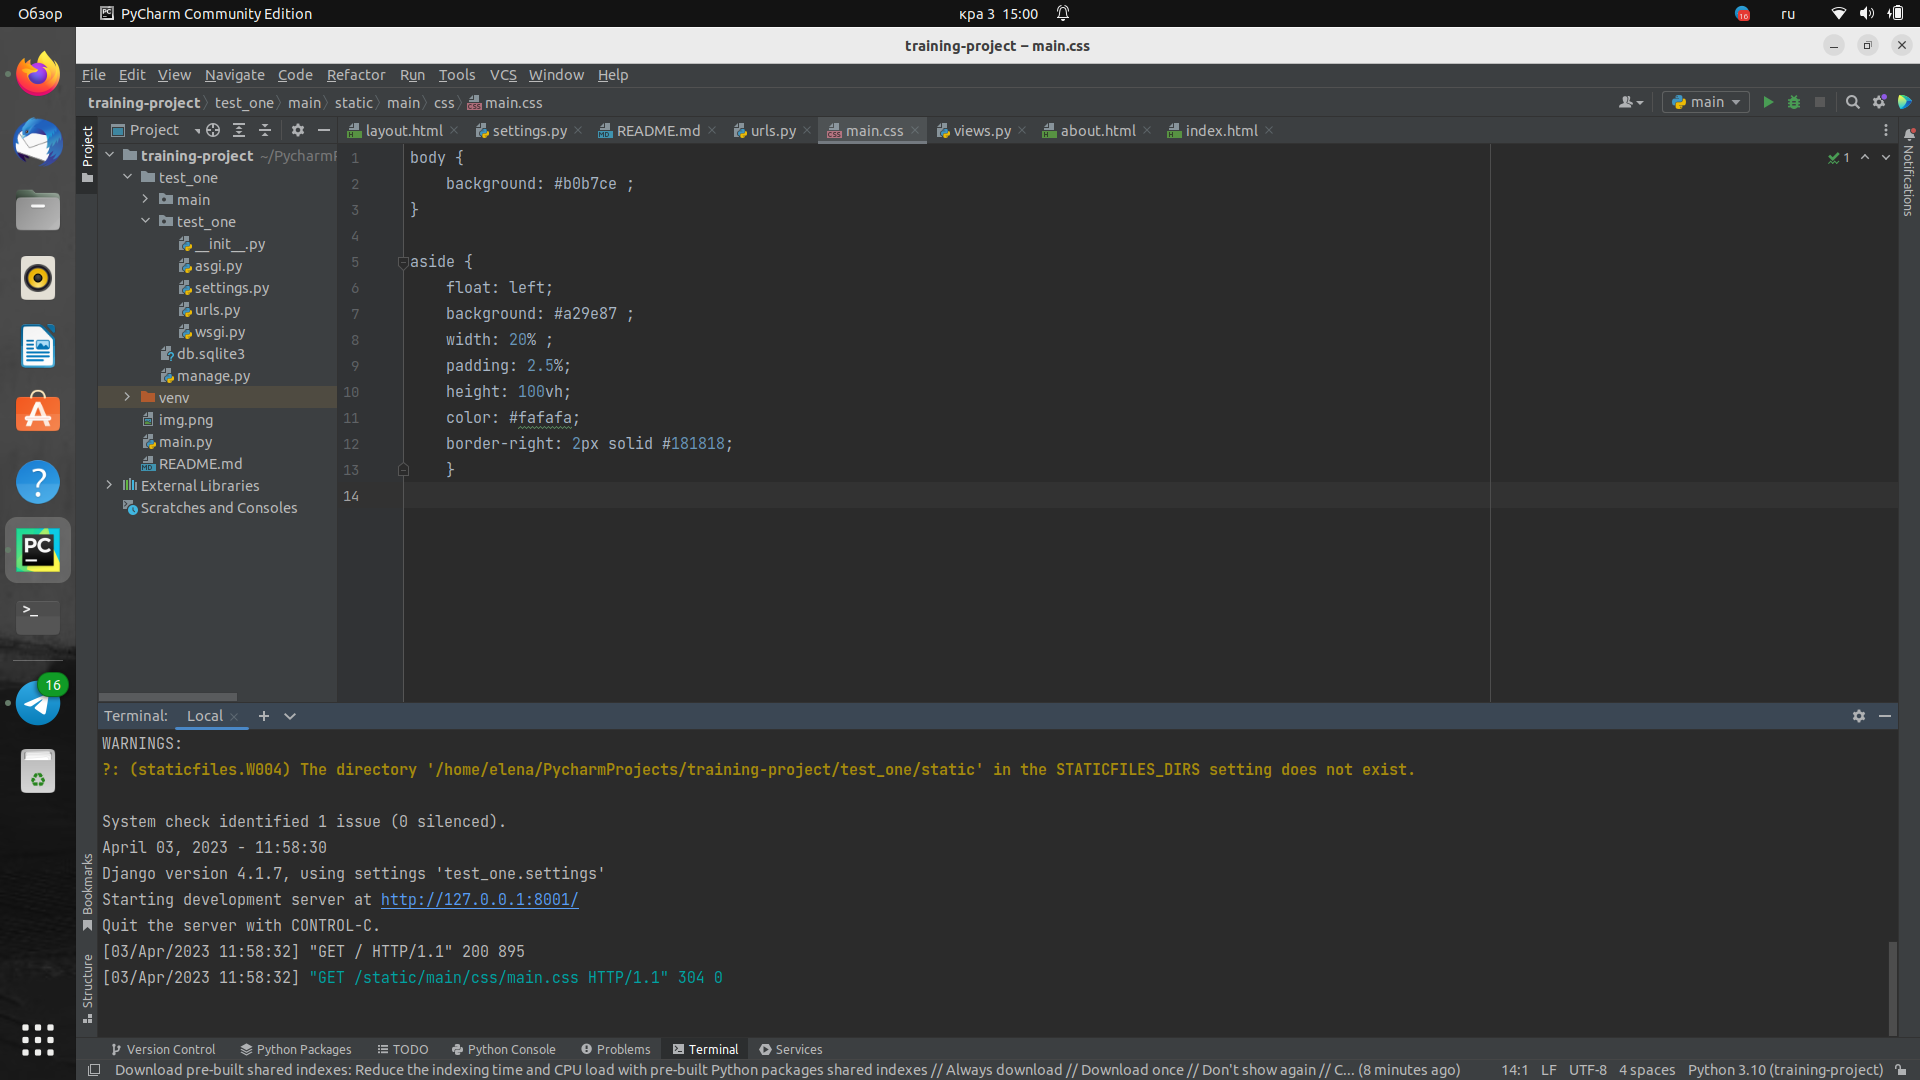 Обзор
PyCharm Community Edition
кра 3 15:00
16
ru
training-project – main.css
File Edit View Navigate Code Refactor Run Tools VCS Window Help
training-project test_one main static main css main.css
main
Project
layout.html settings.py README.md urls.py main.css views.py about.html index.html
Project
Notifications
training-project ~/PycharmP
test_one
main
test_one
__init__.py
asgi.py
settings.py
urls.py
wsgi.py
db.sqlite3
manage.py
venv
img.png
main.py
README.md
External Libraries
Scratches and Consoles
1 body {
2 background: #b0b7ce ;
3 }
4
5 aside {
6 float: left;
7 background: #a29e87 ;
8 width: 20% ;
9 padding: 2.5%;
10 height: 100vh;
11 color: #fafafa;
12 border-right: 2px solid #181818;
13 }
14
1
PC
>_
16
Terminal: Local
WARNINGS:
?: (staticfiles.W004) The directory '/home/elena/PycharmProjects/training-project/test_one/static' in the STATICFILES_DIRS setting does not exist.
System check identified 1 issue (0 silenced).
April 03, 2023 - 11:58:30
Django version 4.1.7, using settings 'test_one.settings'
Starting development server at http://127.0.0.1:8001/
Quit the server with CONTROL-C.
[03/Apr/2023 11:58:32] "GET / HTTP/1.1" 200 895
[03/Apr/2023 11:58:32] "GET /static/main/css/main.css HTTP/1.1" 304 0
Bookmarks
Structure
Version Control Python Packages TODO Python Console Problems Terminal Services
Download pre-built shared indexes: Reduce the indexing time and CPU load with pre-built Python packages shared indexes // Always download // Download once // Don't show again // C... (8 minutes ago)
14:1 LF UTF-8 4 spaces Python 3.10 (training-project)